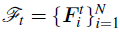 ℱ_t = {F_i^t}_{i=1}^N